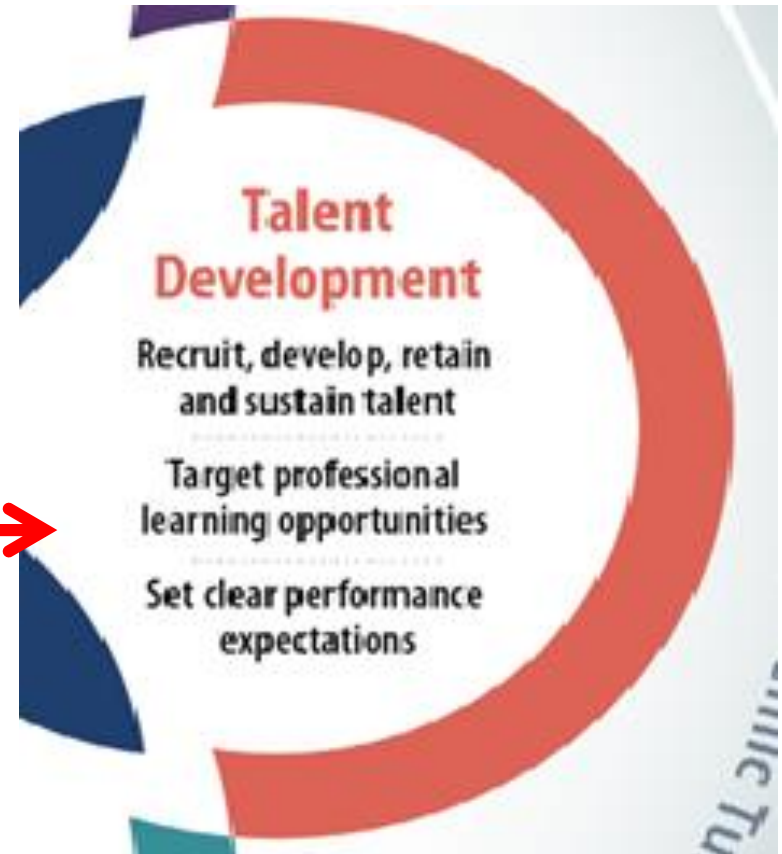 Talent
Development
Recruit, develop, retain
and sustain talent
Target professional
learning opportunities
Set clear performance
expectations